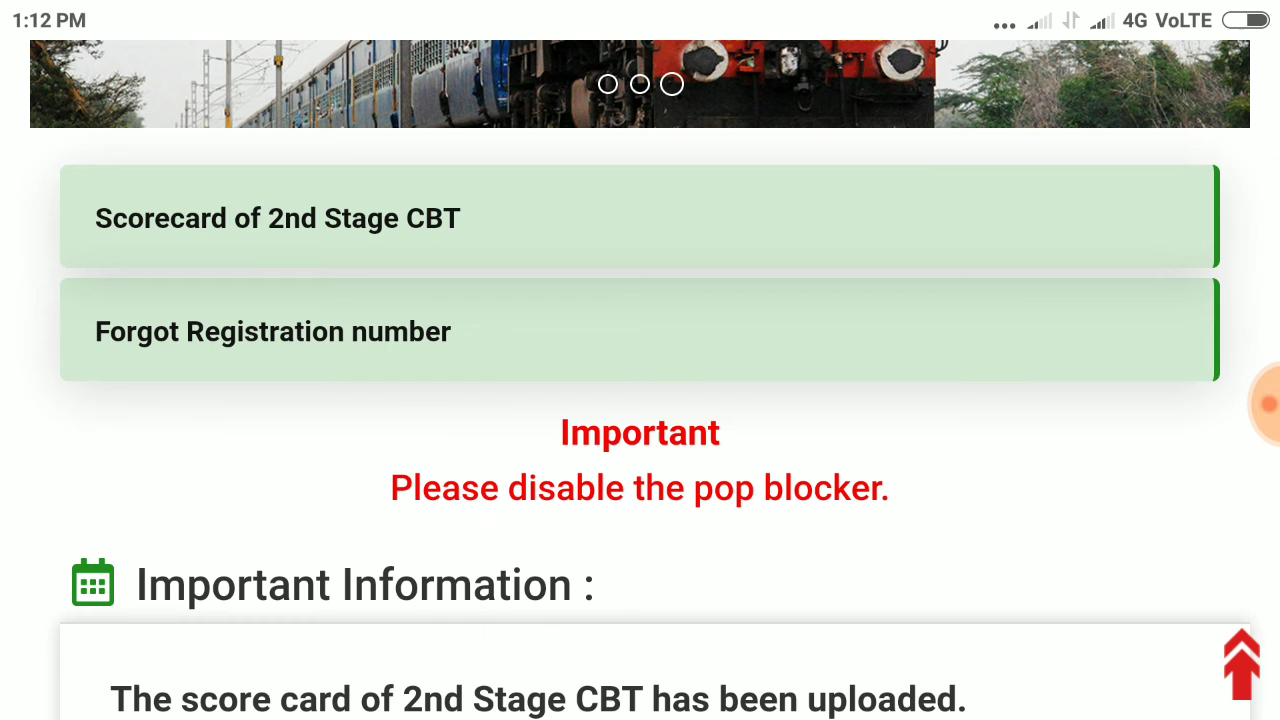 1:12 PM
4G VoLTE
Scorecard of 2nd Stage CBT
Forgot Registration number
Important
Please disable the pop blocker.
Important Information :
The score card of 2nd Stage CBT has been uploaded.